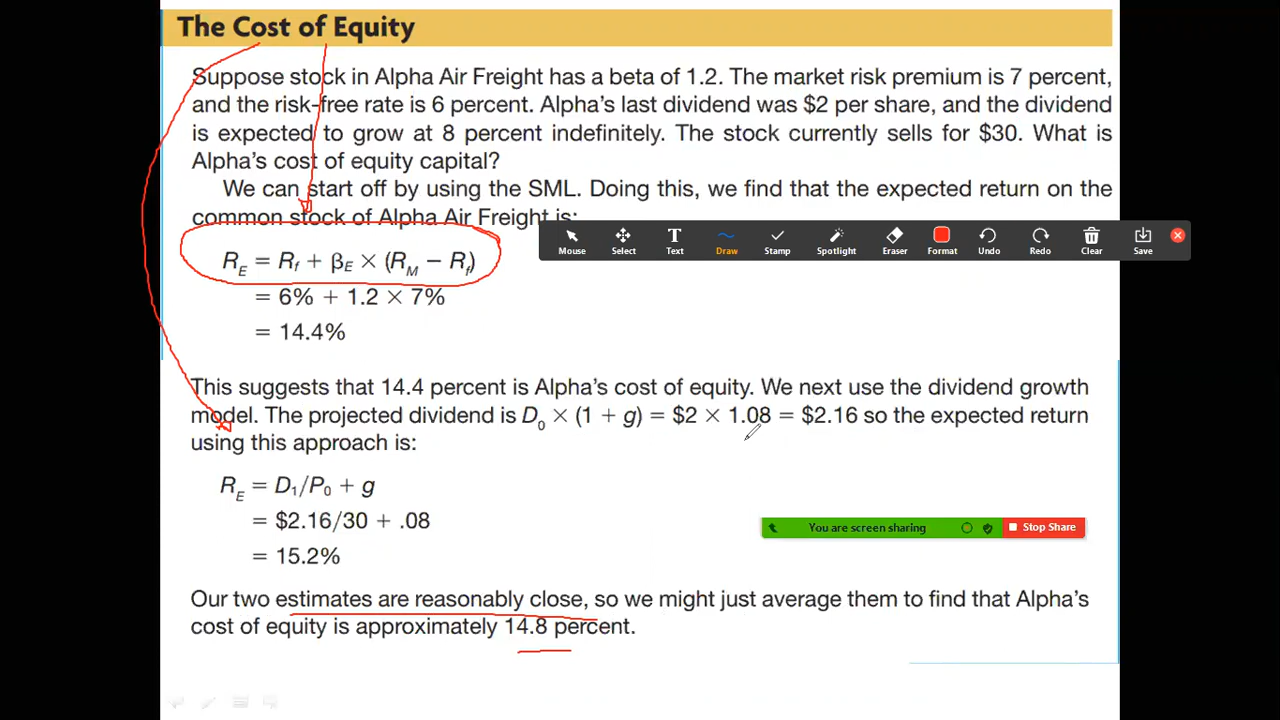 The Cost of Equity
Suppose stock in Alpha Air Freight has a beta of 1.2. The market risk premium is 7 percent,
and the risk-free rate is 6 percent. Alpha's last dividend was $2 per share, and the dividend
is expected to grow at 8 percent indefinitely. The stock currently sells for $30. What is
Alpha's cost of equity capital?
We can start off by using the SML. Doing this, we find that the expected return on the
common stock of Alpha Air Freight is:
Mouse Select Text Draw Stamp Spotlight Eraser Format Undo Redo Clear Save
R_E = R_f + β_E × (R_M − R_f)
= 6% + 1.2 × 7%
= 14.4%
This suggests that 14.4 percent is Alpha's cost of equity. We next use the dividend growth
model. The projected dividend is D_0 × (1 + g) = $2 × 1.08 = $2.16 so the expected return
using this approach is:
R_E = D_1/P_0 + g
= $2.16/30 + .08
You are screen sharing Stop Share
= 15.2%
Our two estimates are reasonably close, so we might just average them to find that Alpha's
cost of equity is approximately 14.8 percent.